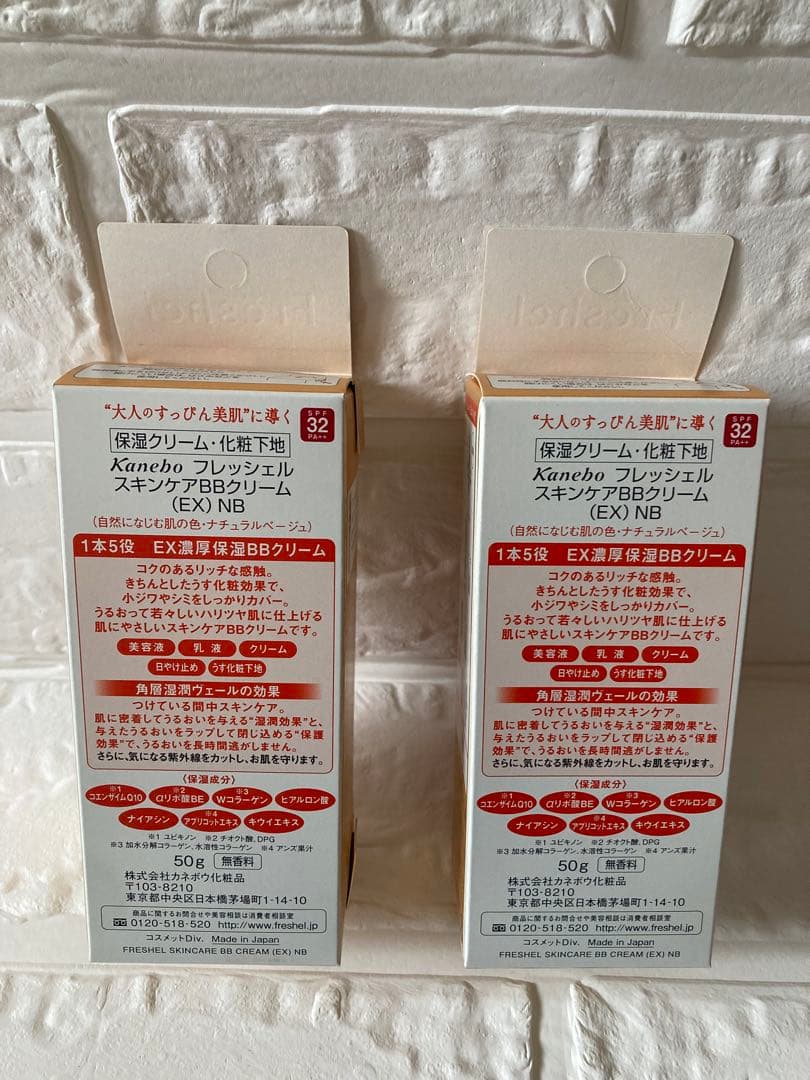 Freshel
"大人のすっぴん美肌"に導く
SPF
32
PA++
保湿クリーム・化粧下地
Kanebo フレッシェル
スキンケアBBクリーム
(EX) NB
(自然になじむ肌の色・ナチュラルベージュ)
1本5役 EX濃厚保湿BBクリーム
コクのあるリッチな感触。
きちんとしたうす化粧効果で、
小ジワやシミをしっかりカバー。
うるおって若々しいハリツヤ肌に仕上げる
肌にやさしいスキンケアBBクリームです。
美容液 乳液 クリーム
日やけ止め うす化粧下地
角層湿潤ヴェールの効果
つけている間中スキンケア。
肌に密着してうるおいを与える"湿潤効果"と、
与えたうるおいをラップして閉じ込める"保護
効果"で、うるおいを長時間逃がしません。
さらに、気になる紫外線をカットし、お肌を守ります。
〈保湿成分〉
※1 ※2 ※3
コエンザイムQ10 αリポ酸BE Wコラーゲン ヒアルロン酸
※4
ナイアシン アプリコットエキス キウイエキス
※1 ユビキノン ※2 チオクト酸、DPG
※3 加水分解コラーゲン、水溶性コラーゲン ※4 アンズ果汁
50g 無香料
株式会社カネボウ化粧品
〒103-8210
東京都中央区日本橋茅場町1-14-10
商品に関するお問合せや美容相談は消費者相談室
0120-518-520 http://www.freshel.jp
コスメットDiv. Made in Japan
FRESHEL SKINCARE BB CREAM (EX) NB
Freshel
"大人のすっぴん美肌"に導く
SPF
32
PA++
保湿クリーム・化粧下地
Kanebo フレッシェル
スキンケアBBクリーム
(EX) NB
(自然になじむ肌の色・ナチュラルベージュ)
1本5役 EX濃厚保湿BBクリーム
コクのあるリッチな感触。
きちんとしたうす化粧効果で、
小ジワやシミをしっかりカバー。
うるおって若々しいハリツヤ肌に仕上げる
肌にやさしいスキンケアBBクリームです。
美容液 乳液 クリーム
日やけ止め うす化粧下地
角層湿潤ヴェールの効果
つけている間中スキンケア。
肌に密着してうるおいを与える"湿潤効果"と、
与えたうるおいをラップして閉じ込める"保護
効果"で、うるおいを長時間逃がしません。
さらに、気になる紫外線をカットし、お肌を守ります。
〈保湿成分〉
※1 ※2 ※3
コエンザイムQ10 αリポ酸BE Wコラーゲン ヒアルロン酸
※4
ナイアシン アプリコットエキス キウイエキス
※1 ユビキノン ※2 チオクト酸、DPG
※3 加水分解コラーゲン、水溶性コラーゲン ※4 アンズ果汁
50g 無香料
株式会社カネボウ化粧品
〒103-8210
東京都中央区日本橋茅場町1-14-10
商品に関するお問合せや美容相談は消費者相談室
0120-518-520 http://www.freshel.jp
コスメットDiv. Made in Japan
FRESHEL SKINCARE BB CREAM (EX) NB